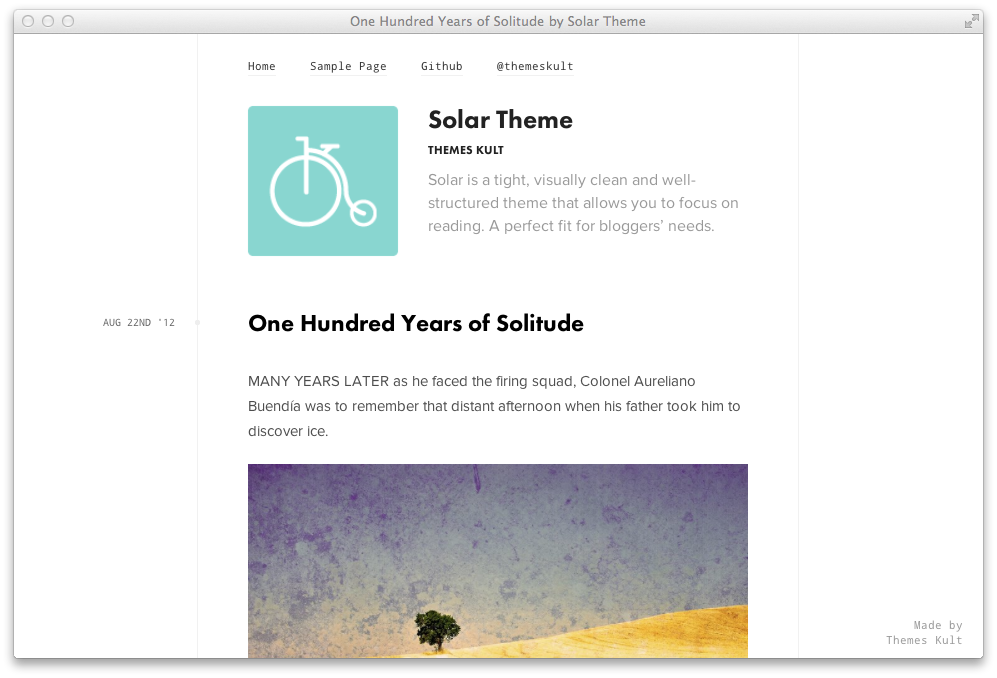 One Hundred Years of Solitude by Solar Theme
Home Sample Page Github @themeskult
Solar Theme
THEMES KULT
Solar is a tight, visually clean and well-
structured theme that allows you to focus on
reading. A perfect fit for bloggers’ needs.
AUG 22ND '12
One Hundred Years of Solitude
MANY YEARS LATER as he faced the firing squad, Colonel Aureliano
Buendía was to remember that distant afternoon when his father took him to
discover ice.
Made by
Themes Kult